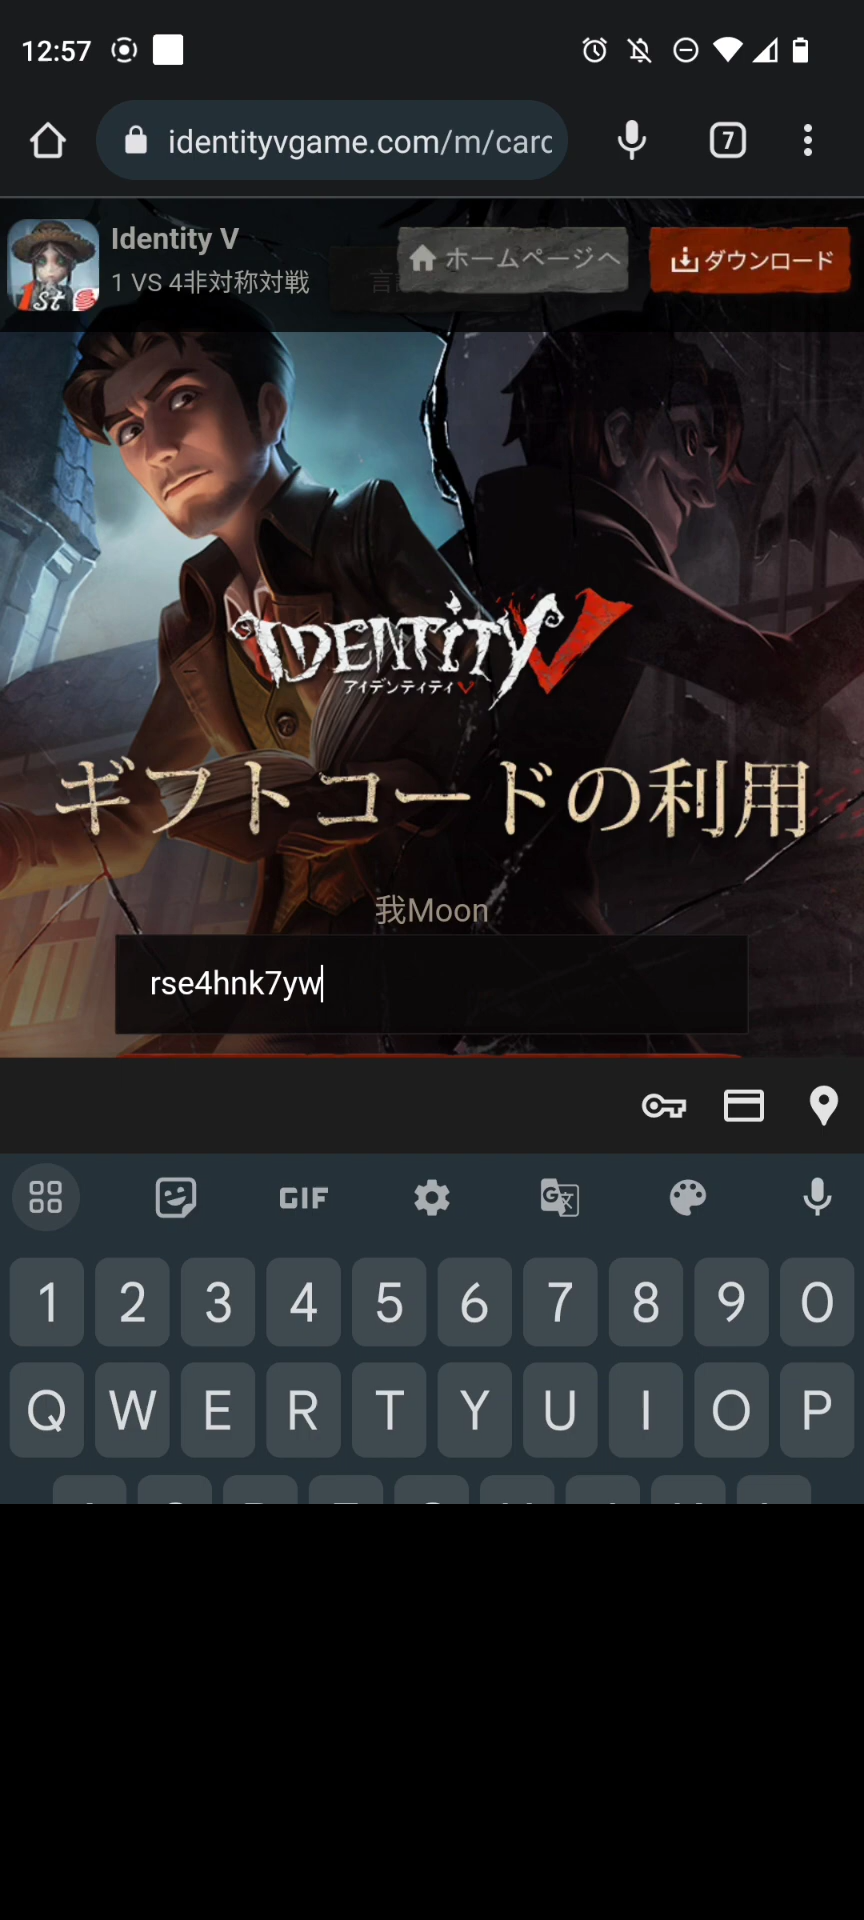 12:57
identityvgame.com/m/carc
7
Identity V
1 VS 4非対称対戦
ホームページへ
ダウンロード
1st
IDENTITY V
アイデンティティV
ギフトコードの利用
我Moon
rse4hnk7yw
GIF
1 2 3 4 5 6 7 8 9 0
Q W E R T Y U I O P